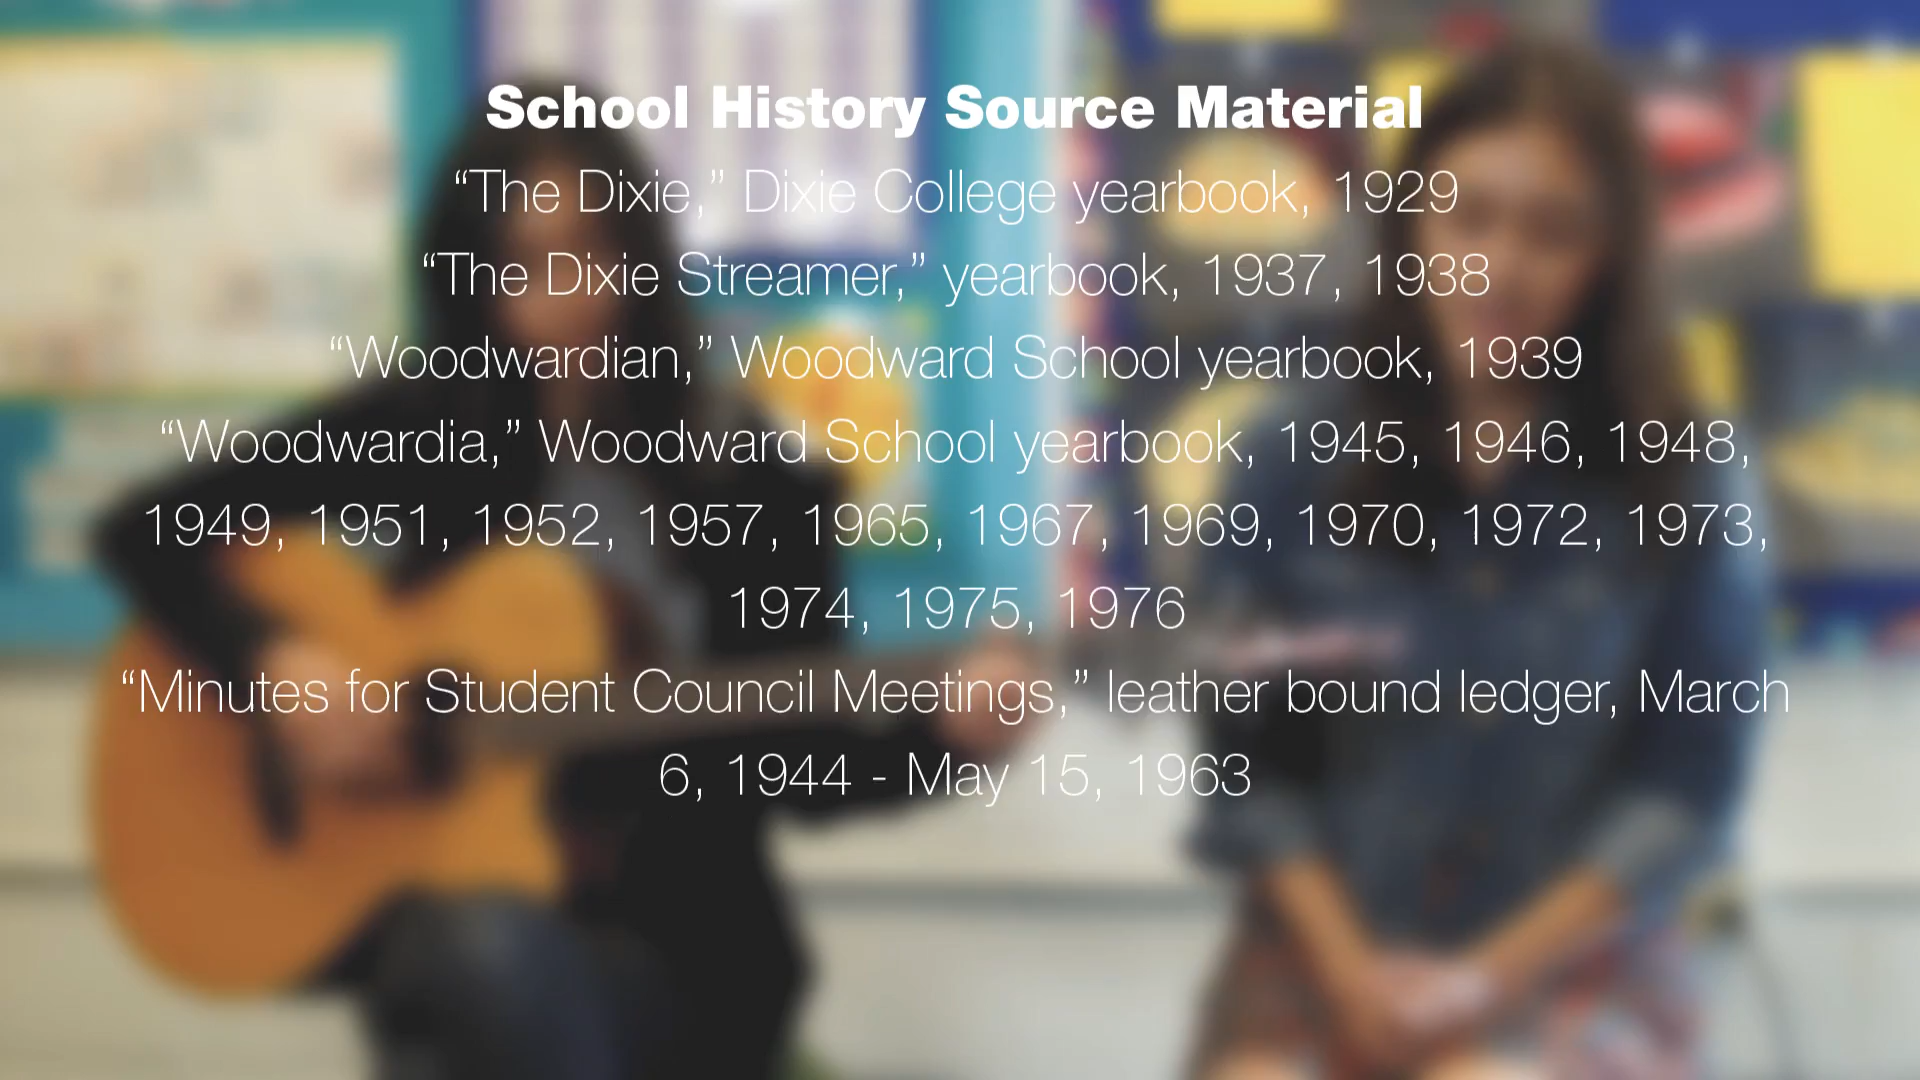 School History Source Material
“The Dixie,” Dixie College yearbook, 1929
“The Dixie Streamer,” yearbook, 1937, 1938
“Woodwardian,” Woodward School yearbook, 1939
“Woodwardia,” Woodward School yearbook, 1945, 1946, 1948,
1949, 1951, 1952, 1957, 1965, 1967, 1969, 1970, 1972, 1973,
1974, 1975, 1976
“Minutes for Student Council Meetings,” leather bound ledger, March
6, 1944 - May 15, 1963